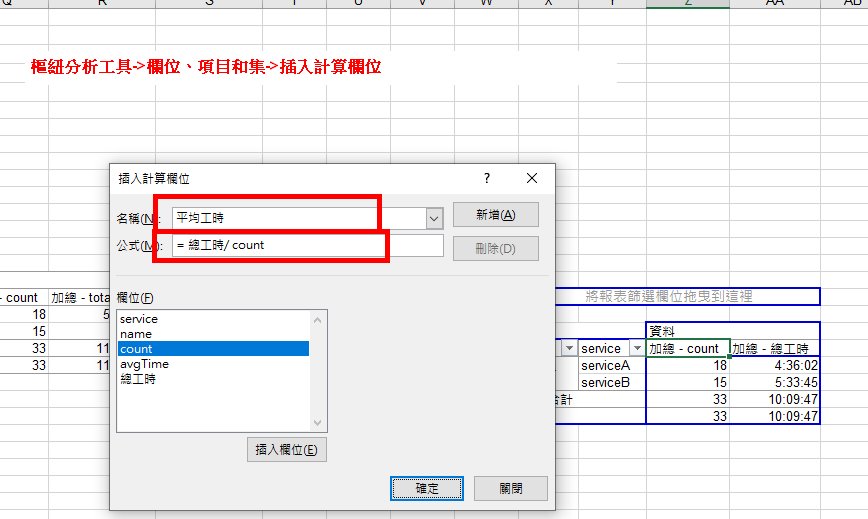 Q R S T U V W X Y Z AA AB
樞紐分析工具->欄位、項目和集->插入計算欄位
插入計算欄位 ?
名稱(N): 平均工時 新增(A)
公式(M): = 總工時/ count 刪除(D)
欄位(F)
service
name
count
avgTime
總工時
插入欄位(E)
確定 關閉
- count 加總 - tota
18 5
15
33 11
33 11
將報表篩選欄位拖曳到這裡
資料
service 加總 - count 加總 - 總工時
serviceA 18 4:36:02
serviceB 15 5:33:45
合計 33 10:09:47
33 10:09:47